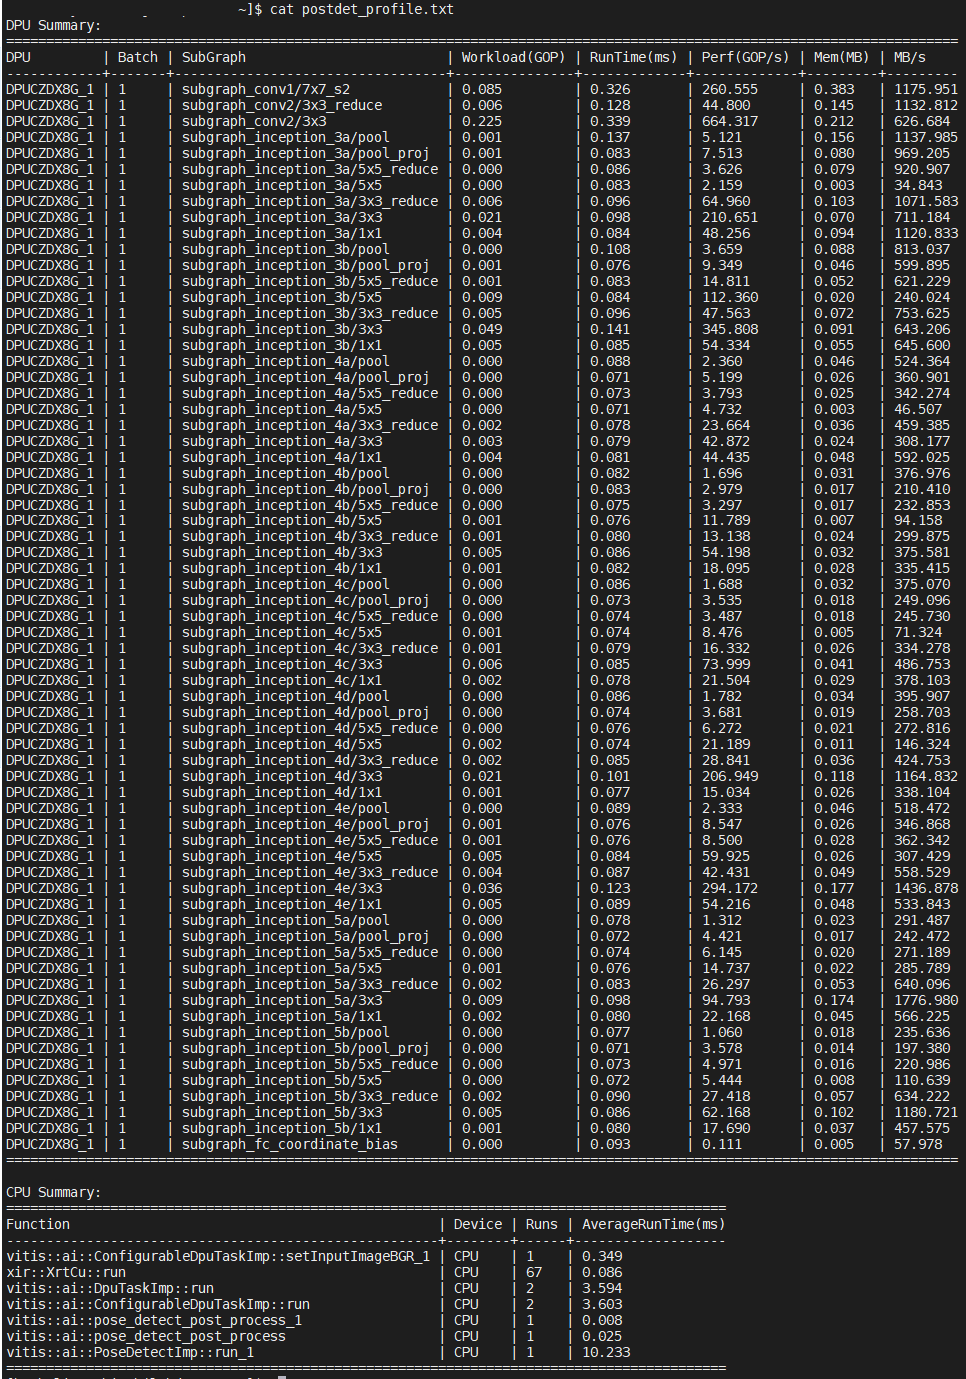 ~]$ cat postdet_profile.txt
DPU Summary:
=======================================================================================================================
DPU         | Batch | SubGraph                         | Workload(GOP) | RunTime(ms) | Perf(GOP/s) | Mem(MB) | MB/s
------------+-------+----------------------------------+---------------+-------------+-------------+---------+---------
DPUCZDX8G_1 | 1     | subgraph_conv1/7x7_s2            | 0.085         | 0.326       | 260.555     | 0.383   | 1175.951
DPUCZDX8G_1 | 1     | subgraph_conv2/3x3_reduce        | 0.006         | 0.128       | 44.800      | 0.145   | 1132.812
DPUCZDX8G_1 | 1     | subgraph_conv2/3x3               | 0.225         | 0.339       | 664.317     | 0.212   | 626.684
DPUCZDX8G_1 | 1     | subgraph_inception_3a/pool       | 0.001         | 0.137       | 5.121       | 0.156   | 1137.985
DPUCZDX8G_1 | 1     | subgraph_inception_3a/pool_proj  | 0.001         | 0.083       | 7.513       | 0.080   | 969.205
DPUCZDX8G_1 | 1     | subgraph_inception_3a/5x5_reduce | 0.000         | 0.086       | 3.626       | 0.079   | 920.907
DPUCZDX8G_1 | 1     | subgraph_inception_3a/5x5        | 0.000         | 0.083       | 2.159       | 0.003   | 34.843
DPUCZDX8G_1 | 1     | subgraph_inception_3a/3x3_reduce | 0.006         | 0.096       | 64.960      | 0.103   | 1071.583
DPUCZDX8G_1 | 1     | subgraph_inception_3a/3x3        | 0.021         | 0.098       | 210.651     | 0.070   | 711.184
DPUCZDX8G_1 | 1     | subgraph_inception_3a/1x1        | 0.004         | 0.084       | 48.256      | 0.094   | 1120.833
DPUCZDX8G_1 | 1     | subgraph_inception_3b/pool       | 0.000         | 0.108       | 3.659       | 0.088   | 813.037
DPUCZDX8G_1 | 1     | subgraph_inception_3b/pool_proj  | 0.001         | 0.076       | 9.349       | 0.046   | 599.895
DPUCZDX8G_1 | 1     | subgraph_inception_3b/5x5_reduce | 0.001         | 0.083       | 14.811      | 0.052   | 621.229
DPUCZDX8G_1 | 1     | subgraph_inception_3b/5x5        | 0.009         | 0.084       | 112.360     | 0.020   | 240.024
DPUCZDX8G_1 | 1     | subgraph_inception_3b/3x3_reduce | 0.005         | 0.096       | 47.563      | 0.072   | 753.625
DPUCZDX8G_1 | 1     | subgraph_inception_3b/3x3        | 0.049         | 0.141       | 345.808     | 0.091   | 643.206
DPUCZDX8G_1 | 1     | subgraph_inception_3b/1x1        | 0.005         | 0.085       | 54.334      | 0.055   | 645.600
DPUCZDX8G_1 | 1     | subgraph_inception_4a/pool       | 0.000         | 0.088       | 2.360       | 0.046   | 524.364
DPUCZDX8G_1 | 1     | subgraph_inception_4a/pool_proj  | 0.000         | 0.071       | 5.199       | 0.026   | 360.901
DPUCZDX8G_1 | 1     | subgraph_inception_4a/5x5_reduce | 0.000         | 0.073       | 3.793       | 0.025   | 342.274
DPUCZDX8G_1 | 1     | subgraph_inception_4a/5x5        | 0.000         | 0.071       | 4.732       | 0.003   | 46.507
DPUCZDX8G_1 | 1     | subgraph_inception_4a/3x3_reduce | 0.002         | 0.078       | 23.664      | 0.036   | 459.385
DPUCZDX8G_1 | 1     | subgraph_inception_4a/3x3        | 0.003         | 0.079       | 42.872      | 0.024   | 308.177
DPUCZDX8G_1 | 1     | subgraph_inception_4a/1x1        | 0.004         | 0.081       | 44.435      | 0.048   | 592.025
DPUCZDX8G_1 | 1     | subgraph_inception_4b/pool       | 0.000         | 0.082       | 1.696       | 0.031   | 376.976
DPUCZDX8G_1 | 1     | subgraph_inception_4b/pool_proj  | 0.000         | 0.083       | 2.979       | 0.017   | 210.410
DPUCZDX8G_1 | 1     | subgraph_inception_4b/5x5_reduce | 0.000         | 0.075       | 3.297       | 0.017   | 232.853
DPUCZDX8G_1 | 1     | subgraph_inception_4b/5x5        | 0.001         | 0.076       | 11.789      | 0.007   | 94.158
DPUCZDX8G_1 | 1     | subgraph_inception_4b/3x3_reduce | 0.001         | 0.080       | 13.138      | 0.024   | 299.875
DPUCZDX8G_1 | 1     | subgraph_inception_4b/3x3        | 0.005         | 0.086       | 54.198      | 0.032   | 375.581
DPUCZDX8G_1 | 1     | subgraph_inception_4b/1x1        | 0.001         | 0.082       | 18.095      | 0.028   | 335.415
DPUCZDX8G_1 | 1     | subgraph_inception_4c/pool       | 0.000         | 0.086       | 1.688       | 0.032   | 375.070
DPUCZDX8G_1 | 1     | subgraph_inception_4c/pool_proj  | 0.000         | 0.073       | 3.535       | 0.018   | 249.096
DPUCZDX8G_1 | 1     | subgraph_inception_4c/5x5_reduce | 0.000         | 0.074       | 3.487       | 0.018   | 245.730
DPUCZDX8G_1 | 1     | subgraph_inception_4c/5x5        | 0.001         | 0.074       | 8.476       | 0.005   | 71.324
DPUCZDX8G_1 | 1     | subgraph_inception_4c/3x3_reduce | 0.001         | 0.079       | 16.332      | 0.026   | 334.278
DPUCZDX8G_1 | 1     | subgraph_inception_4c/3x3        | 0.006         | 0.085       | 73.999      | 0.041   | 486.753
DPUCZDX8G_1 | 1     | subgraph_inception_4c/1x1        | 0.002         | 0.078       | 21.504      | 0.029   | 378.103
DPUCZDX8G_1 | 1     | subgraph_inception_4d/pool       | 0.000         | 0.086       | 1.782       | 0.034   | 395.907
DPUCZDX8G_1 | 1     | subgraph_inception_4d/pool_proj  | 0.000         | 0.074       | 3.681       | 0.019   | 258.703
DPUCZDX8G_1 | 1     | subgraph_inception_4d/5x5_reduce | 0.000         | 0.076       | 6.272       | 0.021   | 272.816
DPUCZDX8G_1 | 1     | subgraph_inception_4d/5x5        | 0.002         | 0.074       | 21.189      | 0.011   | 146.324
DPUCZDX8G_1 | 1     | subgraph_inception_4d/3x3_reduce | 0.002         | 0.085       | 28.841      | 0.036   | 424.753
DPUCZDX8G_1 | 1     | subgraph_inception_4d/3x3        | 0.021         | 0.101       | 206.949     | 0.118   | 1164.832
DPUCZDX8G_1 | 1     | subgraph_inception_4d/1x1        | 0.001         | 0.077       | 15.034      | 0.026   | 338.104
DPUCZDX8G_1 | 1     | subgraph_inception_4e/pool       | 0.000         | 0.089       | 2.333       | 0.046   | 518.472
DPUCZDX8G_1 | 1     | subgraph_inception_4e/pool_proj  | 0.001         | 0.076       | 8.547       | 0.026   | 346.868
DPUCZDX8G_1 | 1     | subgraph_inception_4e/5x5_reduce | 0.001         | 0.076       | 8.500       | 0.028   | 362.342
DPUCZDX8G_1 | 1     | subgraph_inception_4e/5x5        | 0.005         | 0.084       | 59.925      | 0.026   | 307.429
DPUCZDX8G_1 | 1     | subgraph_inception_4e/3x3_reduce | 0.004         | 0.087       | 42.431      | 0.049   | 558.529
DPUCZDX8G_1 | 1     | subgraph_inception_4e/3x3        | 0.036         | 0.123       | 294.172     | 0.177   | 1436.878
DPUCZDX8G_1 | 1     | subgraph_inception_4e/1x1        | 0.005         | 0.089       | 54.216      | 0.048   | 533.843
DPUCZDX8G_1 | 1     | subgraph_inception_5a/pool       | 0.000         | 0.078       | 1.312       | 0.023   | 291.487
DPUCZDX8G_1 | 1     | subgraph_inception_5a/pool_proj  | 0.000         | 0.072       | 4.421       | 0.017   | 242.472
DPUCZDX8G_1 | 1     | subgraph_inception_5a/5x5_reduce | 0.000         | 0.074       | 6.145       | 0.020   | 271.189
DPUCZDX8G_1 | 1     | subgraph_inception_5a/5x5        | 0.001         | 0.076       | 14.737      | 0.022   | 285.789
DPUCZDX8G_1 | 1     | subgraph_inception_5a/3x3_reduce | 0.002         | 0.083       | 26.297      | 0.053   | 640.096
DPUCZDX8G_1 | 1     | subgraph_inception_5a/3x3        | 0.009         | 0.098       | 94.793      | 0.174   | 1776.980
DPUCZDX8G_1 | 1     | subgraph_inception_5a/1x1        | 0.002         | 0.080       | 22.168      | 0.045   | 566.225
DPUCZDX8G_1 | 1     | subgraph_inception_5b/pool       | 0.000         | 0.077       | 1.060       | 0.018   | 235.636
DPUCZDX8G_1 | 1     | subgraph_inception_5b/pool_proj  | 0.000         | 0.071       | 3.578       | 0.014   | 197.380
DPUCZDX8G_1 | 1     | subgraph_inception_5b/5x5_reduce | 0.000         | 0.073       | 4.971       | 0.016   | 220.986
DPUCZDX8G_1 | 1     | subgraph_inception_5b/5x5        | 0.000         | 0.072       | 5.444       | 0.008   | 110.639
DPUCZDX8G_1 | 1     | subgraph_inception_5b/3x3_reduce | 0.002         | 0.090       | 27.418      | 0.057   | 634.222
DPUCZDX8G_1 | 1     | subgraph_inception_5b/3x3        | 0.005         | 0.086       | 62.168      | 0.102   | 1180.721
DPUCZDX8G_1 | 1     | subgraph_inception_5b/1x1        | 0.001         | 0.080       | 17.690      | 0.037   | 457.575
DPUCZDX8G_1 | 1     | subgraph_fc_coordinate_bias      | 0.000         | 0.093       | 0.111       | 0.005   | 57.978
=======================================================================================================================
CPU Summary:
==========================================================================================
Function                                              | Device | Runs | AverageRunTime(ms)
------------------------------------------------------+--------+------+-------------------
vitis::ai::ConfigurableDpuTaskImp::setInputImageBGR_1 | CPU    | 1    | 0.349
xir::XrtCu::run                                       | CPU    | 67   | 0.086
vitis::ai::DpuTaskImp::run                            | CPU    | 2    | 3.594
vitis::ai::ConfigurableDpuTaskImp::run                | CPU    | 2    | 3.603
vitis::ai::pose_detect_post_process_1                 | CPU    | 1    | 0.008
vitis::ai::pose_detect_post_process                   | CPU    | 1    | 0.025
vitis::ai::PoseDetectImp::run_1                       | CPU    | 1    | 10.233
==========================================================================================